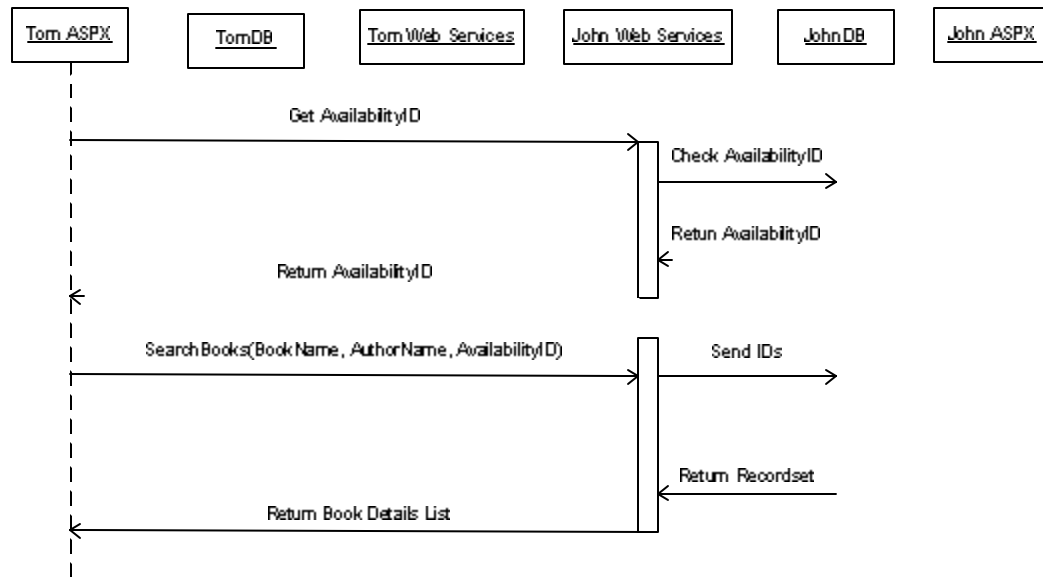 Tom ASPX
TomDB
Tom Web Services
John Web Services
JohnDB
John ASPX
Get AvailabilityID
Check AvailabilityID
Retun AvailabilityID
Return AvailabilityID
SearchBooks(BookName, AuthorName, AvailabilityID)
Send IDs
Return Recordset
Return Book Details List